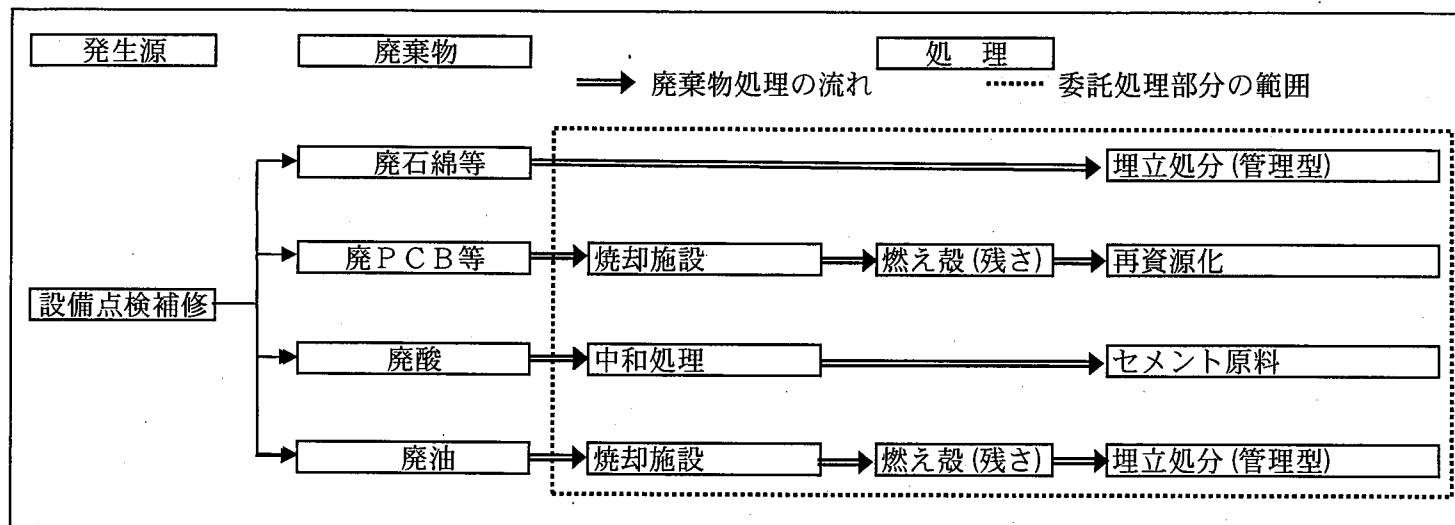 発生源 廃棄物 処　理
廃棄物処理の流れ 委託処理部分の範囲
廃石綿等 埋立処分(管理型)
廃ＰＣＢ等 焼却施設 燃え殻(残さ) 再資源化
設備点検補修
廃酸 中和処理 セメント原料
廃油 焼却施設 燃え殻(残さ) 埋立処分(管理型)